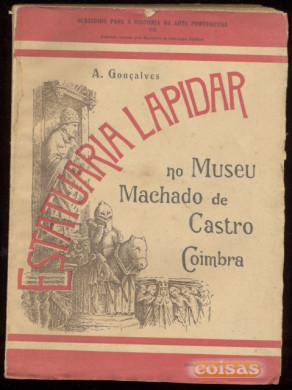 SUBSIDIOS PARA A HISTORIA DA ARTE PORTUGUESA
A. Gonçalves
ESTATUARIA LAPIDAR
no Museu
Machado de
Castro
Coimbra
coisas